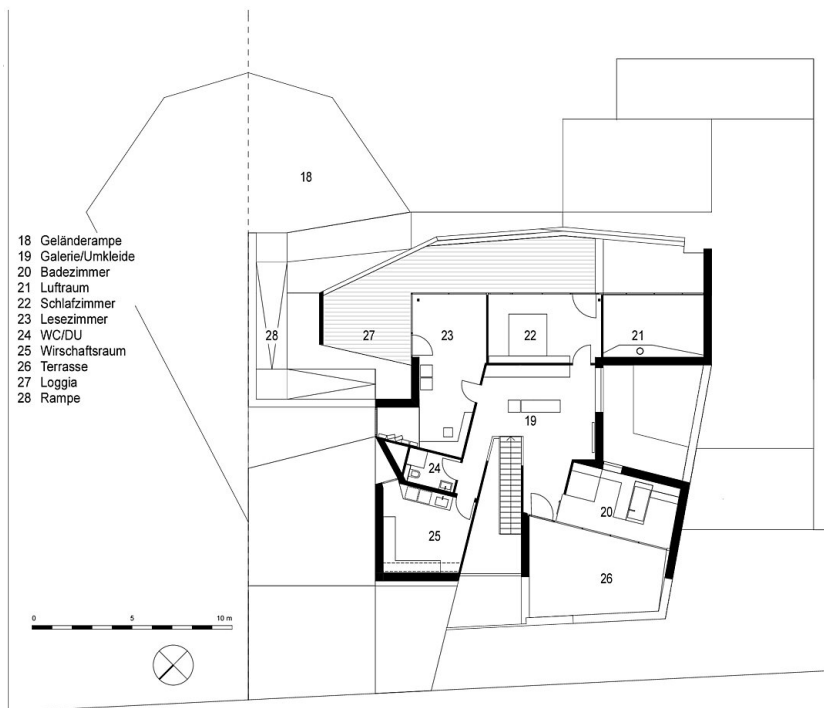 18
18 Geländerampe
19 Galerie/Umkleide
20 Badezimmer
21 Luftraum
22 Schlafzimmer
23 Lesezimmer
24 WC/DU
25 Wirschaftsraum
26 Terrasse
27 Loggia
28 Rampe
28
27
23
22
21
19
24
20
25
26
0 5 10 m